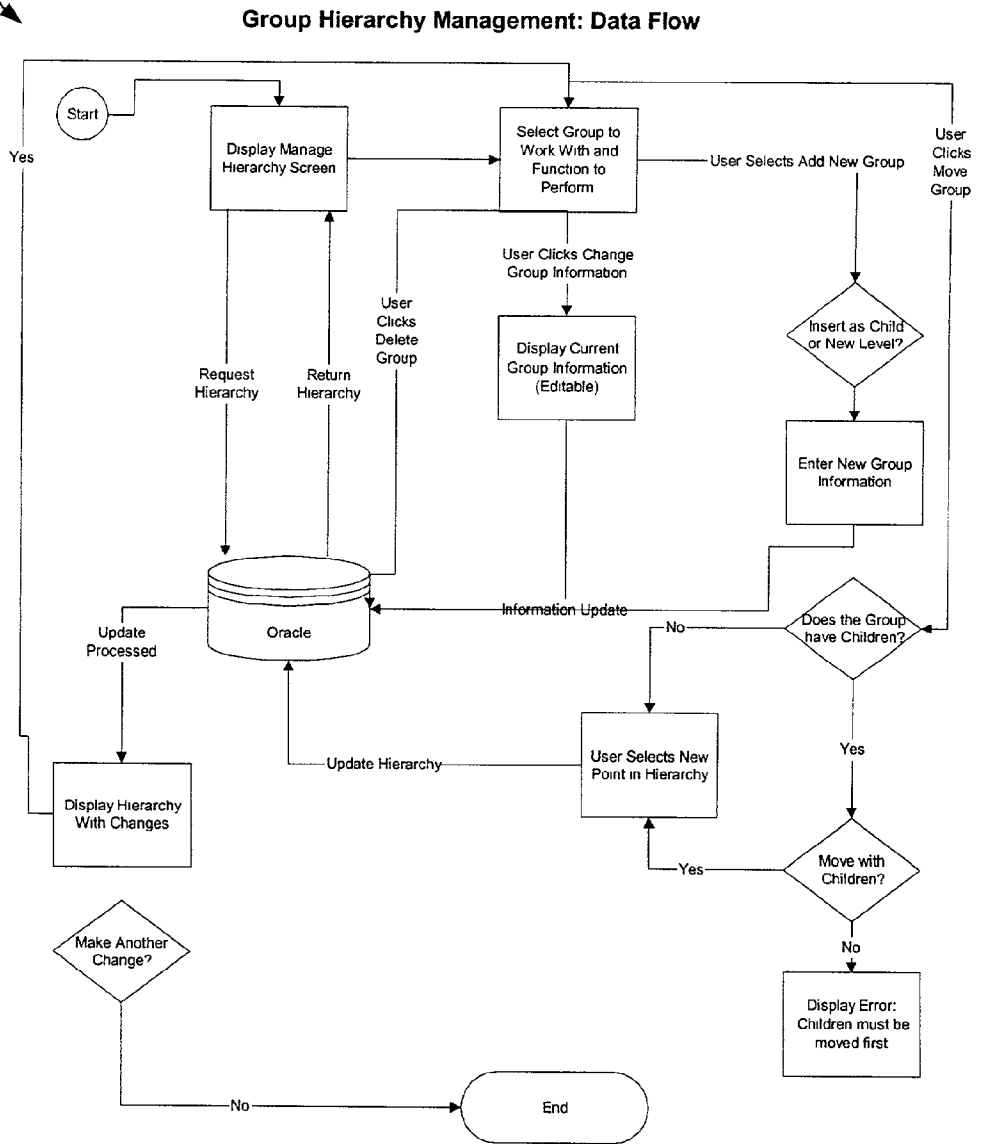 Group Hierarchy Management: Data Flow
Start
Yes
Display Manage
Hierarchy Screen
Select Group to
Work With and
Function to
Perform
User Selects Add New Group
User
Clicks
Move
Group
User Clicks Change
Group Information
User
Clicks
Delete
Group
Insert as Child
or New Level?
Display Current
Group Information
(Editable)
Request
Hierarchy
Return
Hierarchy
Enter New Group
Information
Oracle
Information Update
Update
Processed
No
Does the Group
have Children?
User Selects New
Point in Hierarchy
Update Hierarchy
Yes
Display Hierarchy
With Changes
Move with
Children?
Yes
Make Another
Change?
No
Display Error:
Children must be
moved first
No
End